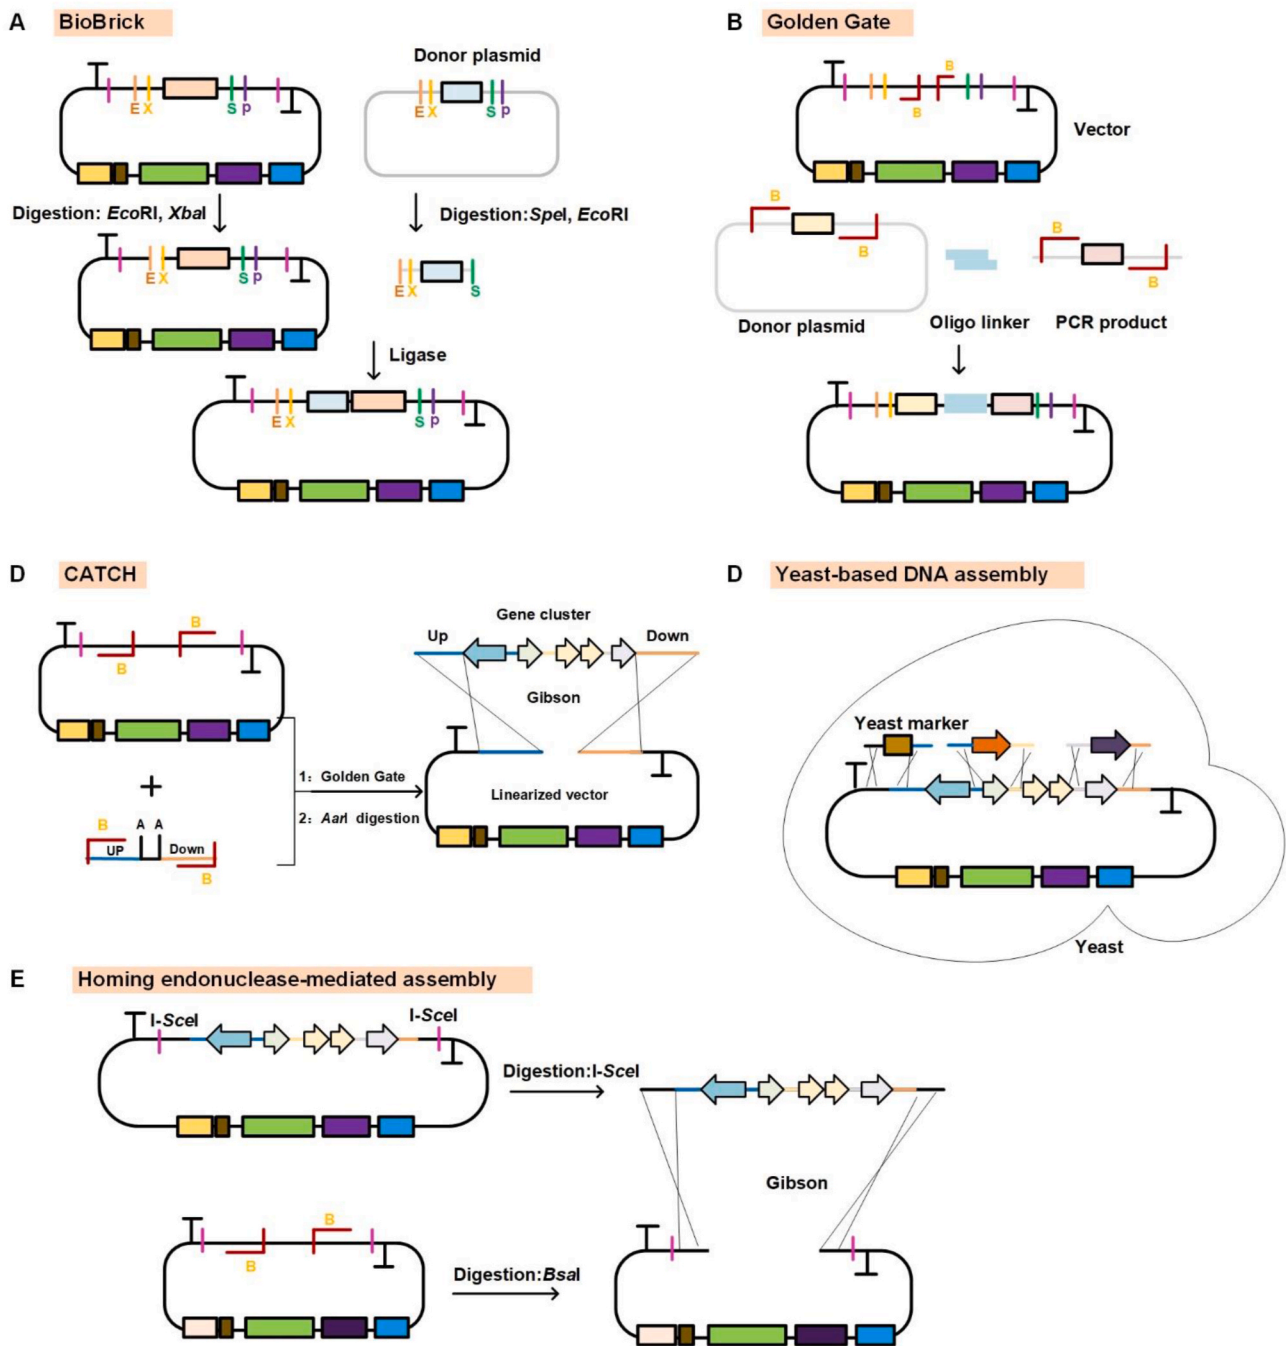 A BioBrick
Donor plasmid
E X S p
E X S p
Digestion: EcoRI, XbaI
Digestion:SpeI, EcoRI
E X S p
E X S
Ligase
E X S p
B Golden Gate
B
B
Vector
B
B
B
B
Donor plasmid
Oligo linker
PCR product
D CATCH
B
B
+
B A A
UP Down
B
1: Golden Gate
2: AarI digestion
Gene cluster
Up Down
Gibson
Linearized vector
D Yeast-based DNA assembly
Yeast marker
Yeast
E Homing endonuclease-mediated assembly
I-SceI I-SceI
Digestion:I-SceI
Gibson
B
B
Digestion:BsaI